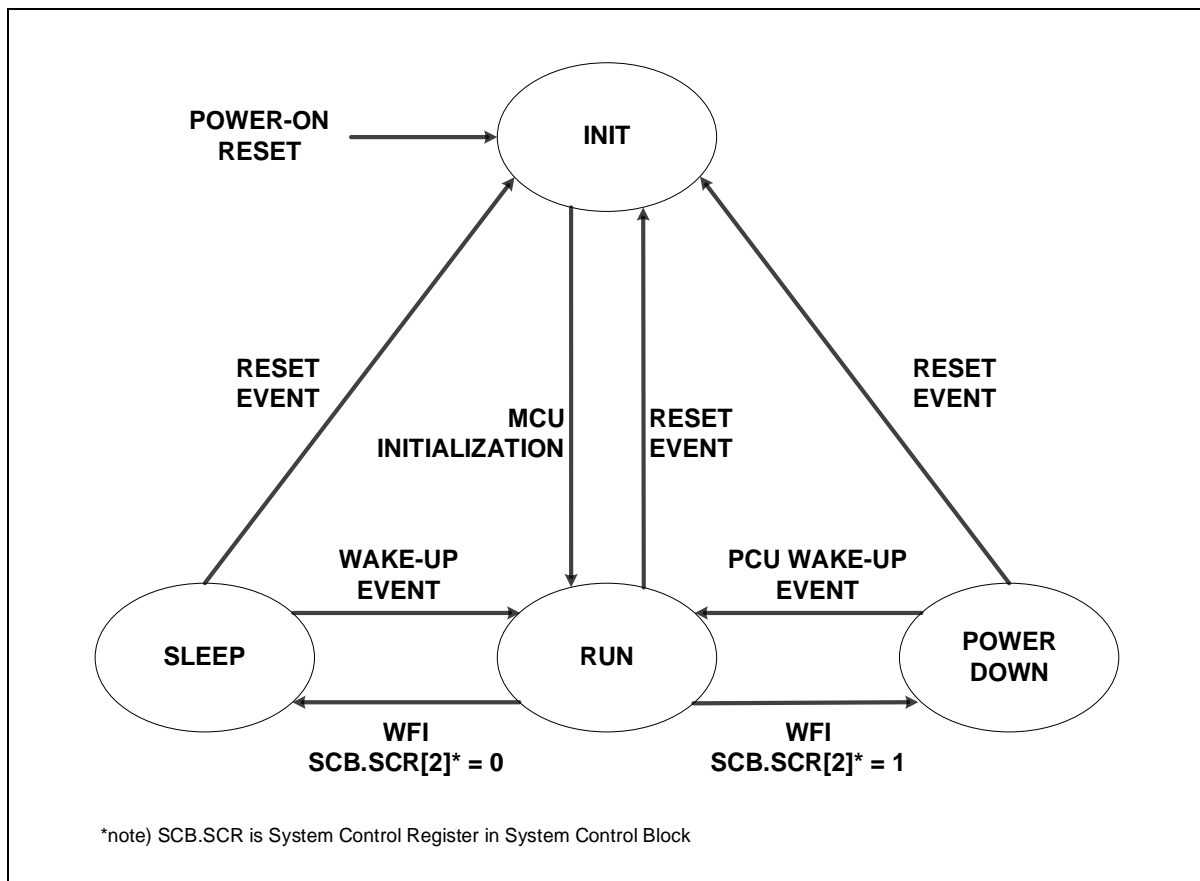 POWER-ON
RESET
INIT
RESET
EVENT
MCU
INITIALIZATION
RESET
EVENT
RESET
EVENT
WAKE-UP
EVENT
PCU WAKE-UP
EVENT
SLEEP
RUN
POWER
DOWN
WFI
SCB.SCR[2]* = 0
WFI
SCB.SCR[2]* = 1
*note) SCB.SCR is System Control Register in System Control Block